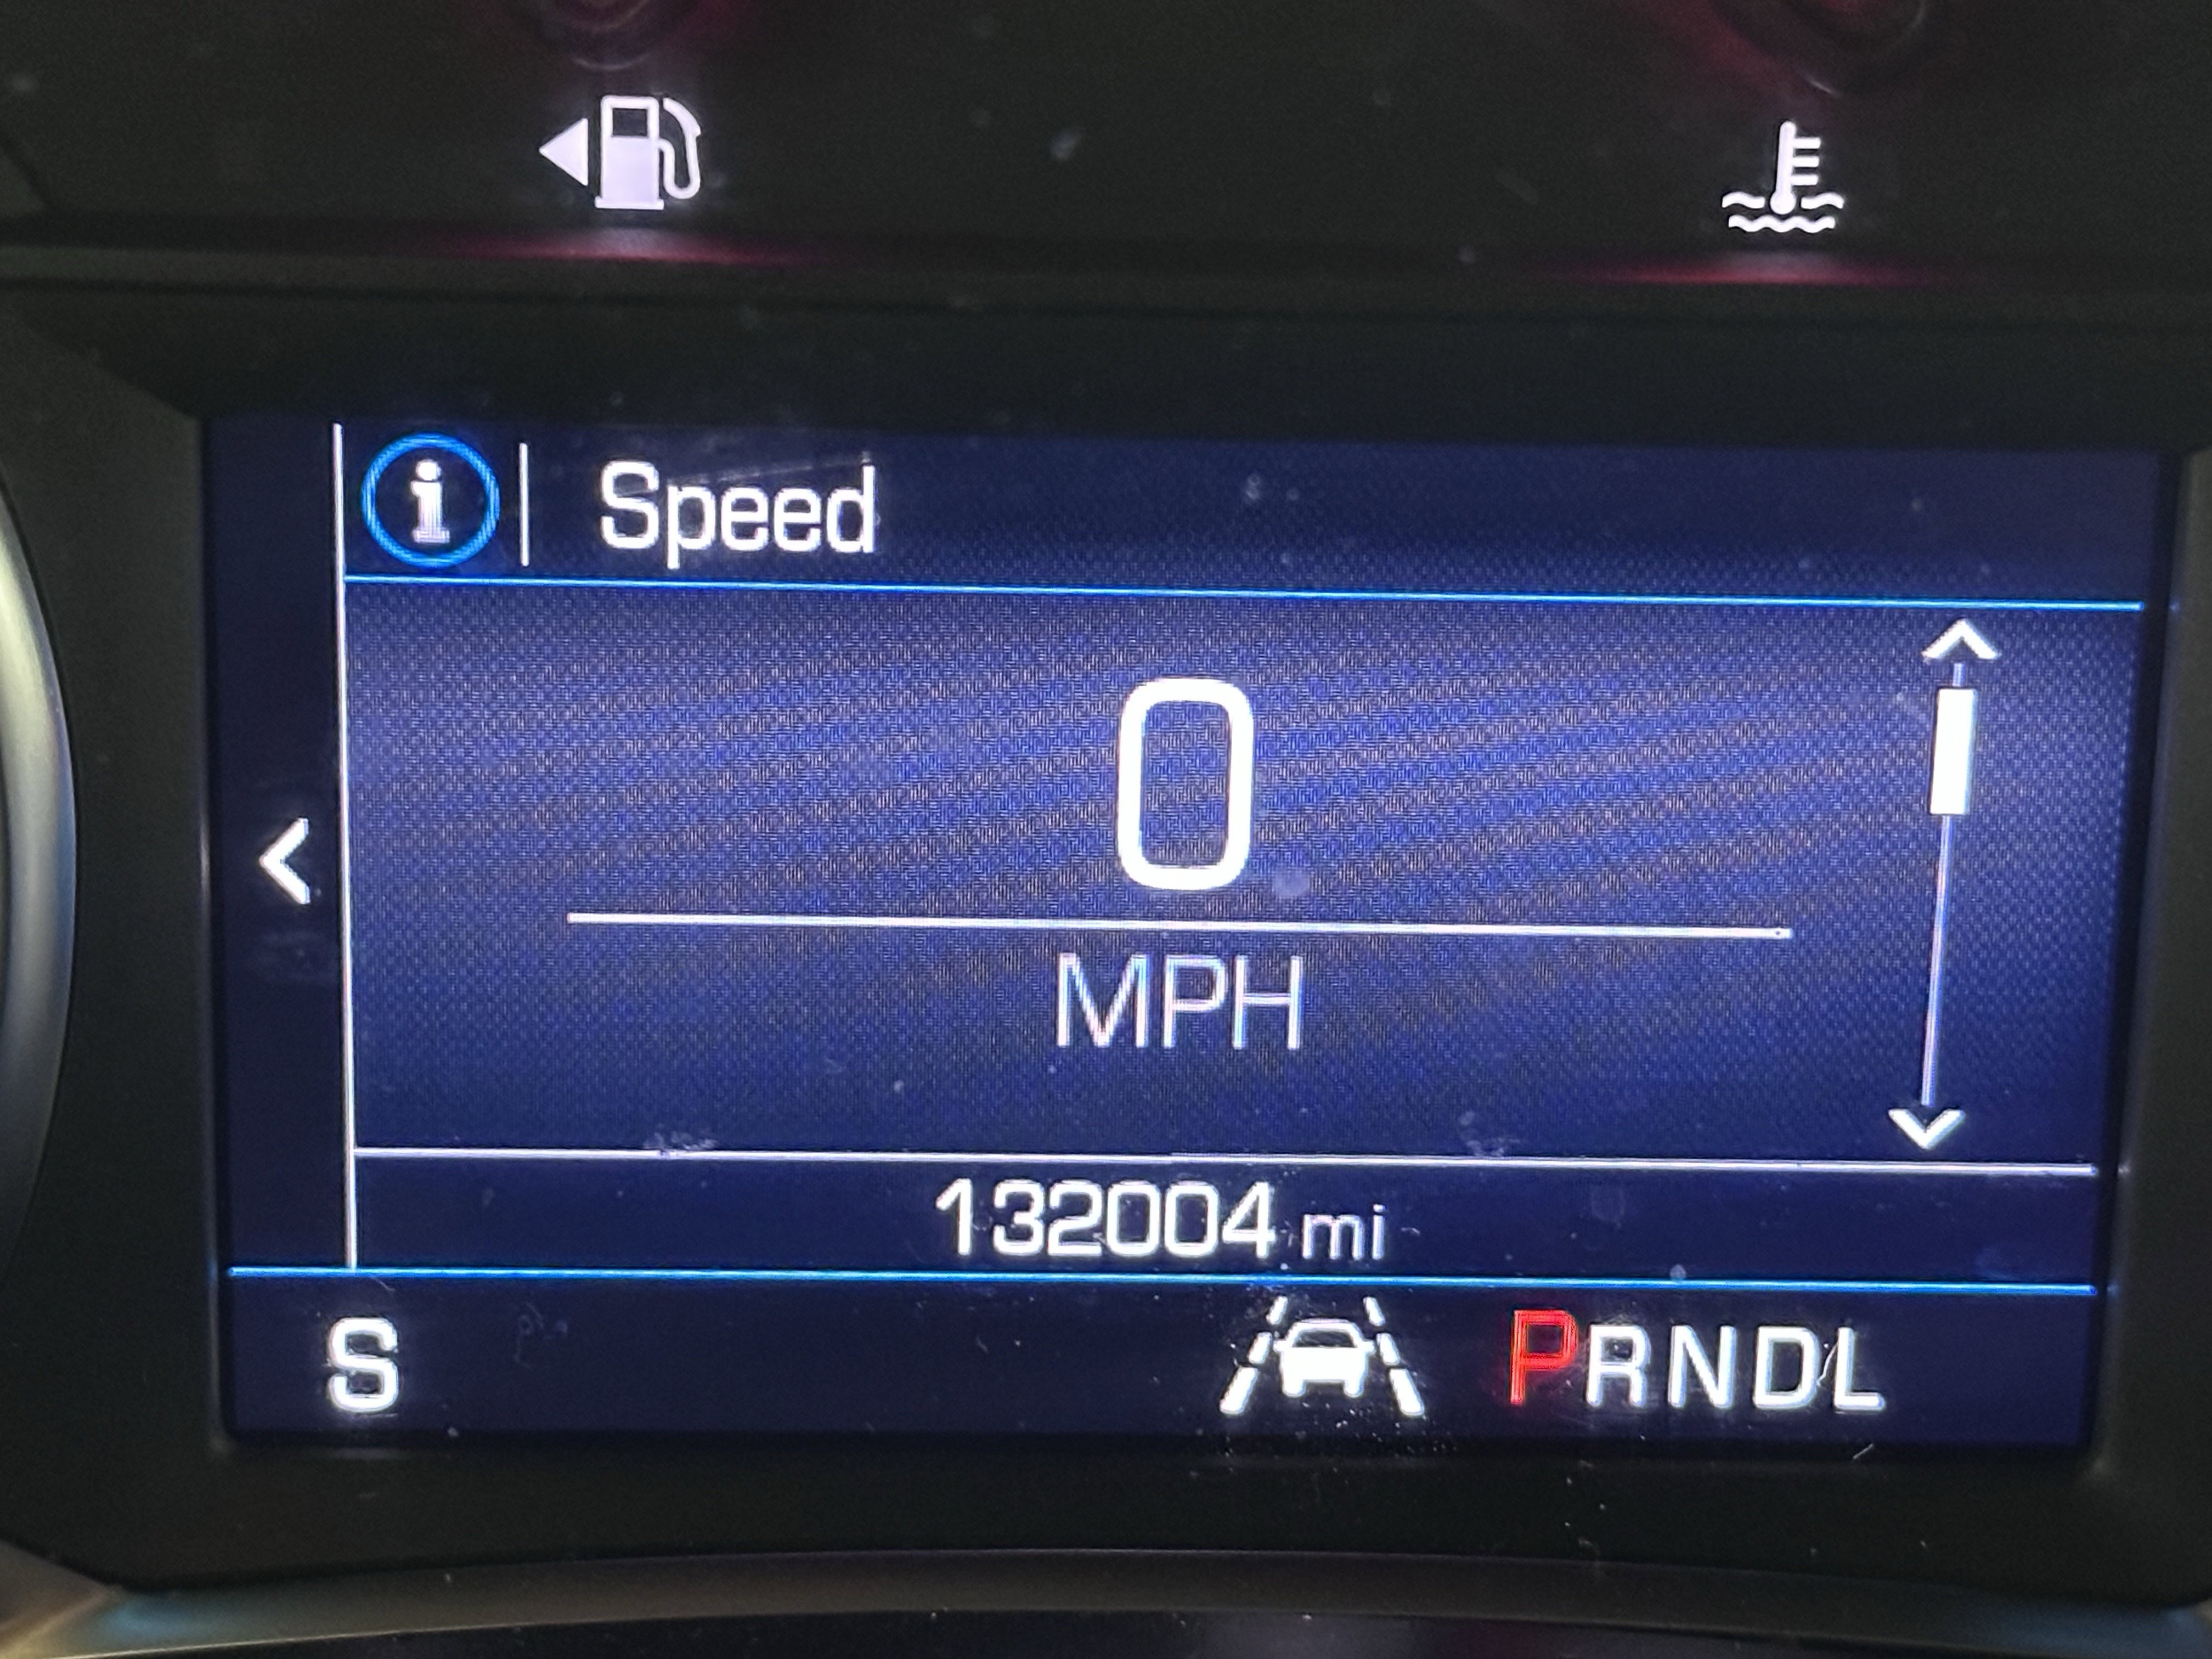 i | Speed
0
MPH
132004 mi
S PRNDL